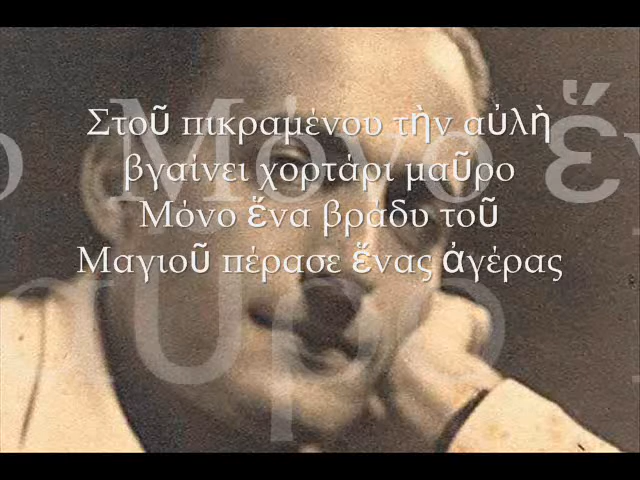 Στοῦ πικραμένου τὴν αὐλὴ
βγαίνει χορτάρι μαῦρο
Μόνο ἕνα βράδυ τοῦ
Μαγιοῦ πέρασε ἕνας ἀγέρας